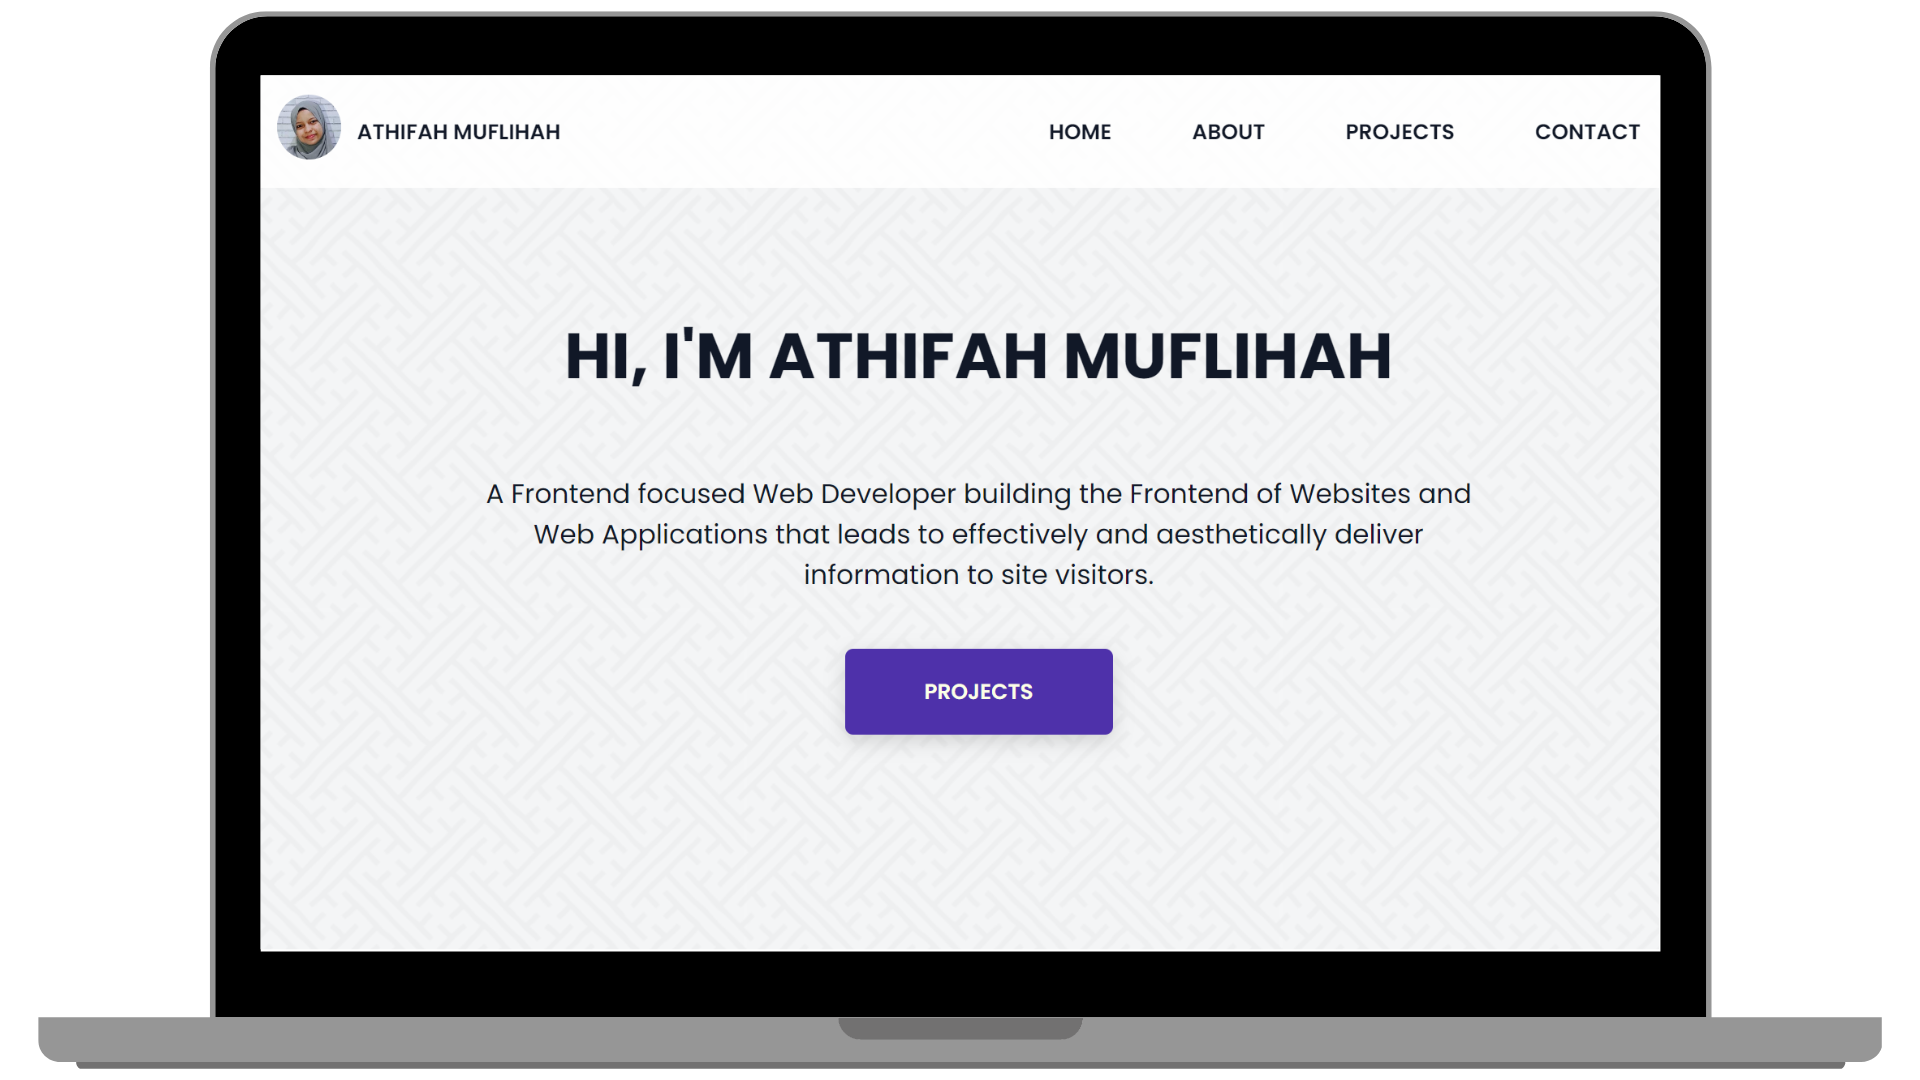 ATHIFAH MUFLIHAH
HOME
ABOUT
PROJECTS
CONTACT
HI, I'M ATHIFAH MUFLIHAH
A Frontend focused Web Developer building the Frontend of Websites and
Web Applications that leads to effectively and aesthetically deliver
information to site visitors.
PROJECTS